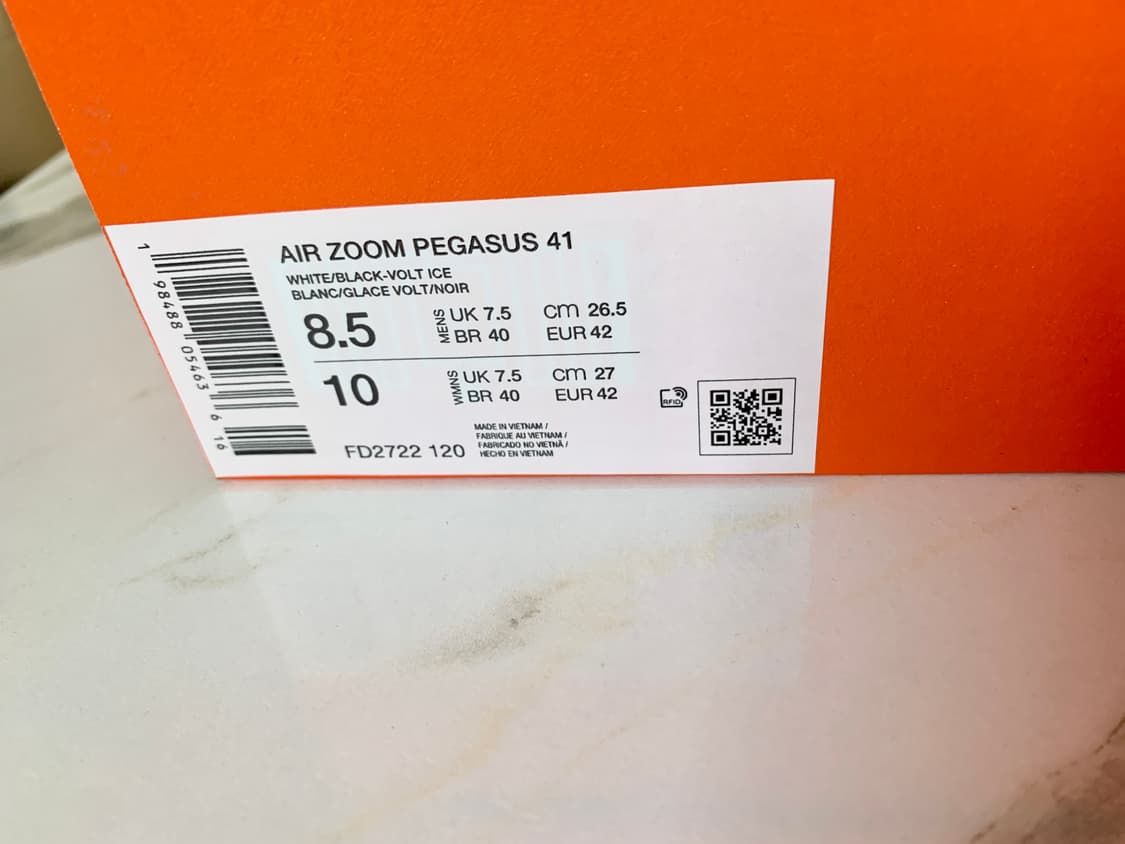 AIR ZOOM PEGASUS 41
WHITE/BLACK-VOLT ICE
BLANC/GLACE VOLT/NOIR
8.5 MENS UK 7.5 cm 26.5
BR 40 EUR 42
10 WMNS UK 7.5 cm 27
BR 40 EUR 42
FD2722 120
MADE IN VIETNAM /
FABRIQUE AU VIETNAM /
FABRICADO NO VIETNÃ /
HECHO EN VIETNAM
RFID
1 98488 05463 6 16